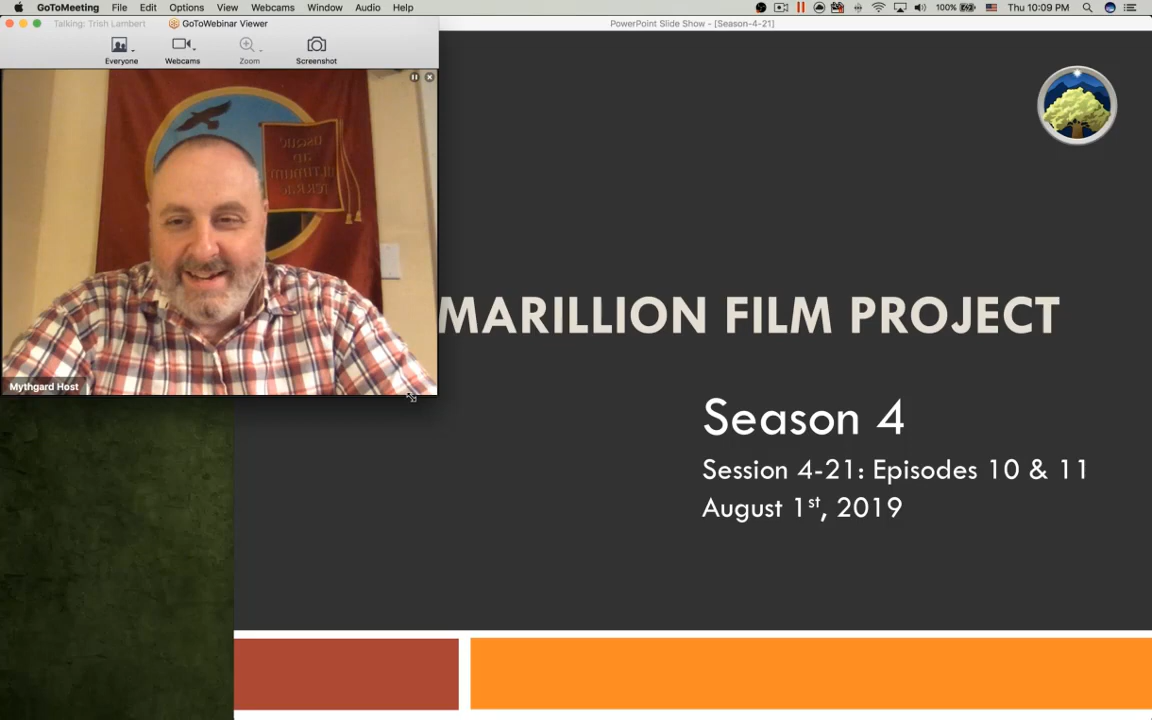 GoToMeeting File Edit Options View Webcams Window Audio Help 100% Thu 10:09 PM
Talking: Trish Lambert GoToWebinar Viewer
PowerPoint Slide Show - [Season-4-21]
Everyone Webcams Zoom Screenshot
Mythgard Host
MARILLION FILM PROJECT
Season 4
Session 4-21: Episodes 10 & 11
August 1st, 2019